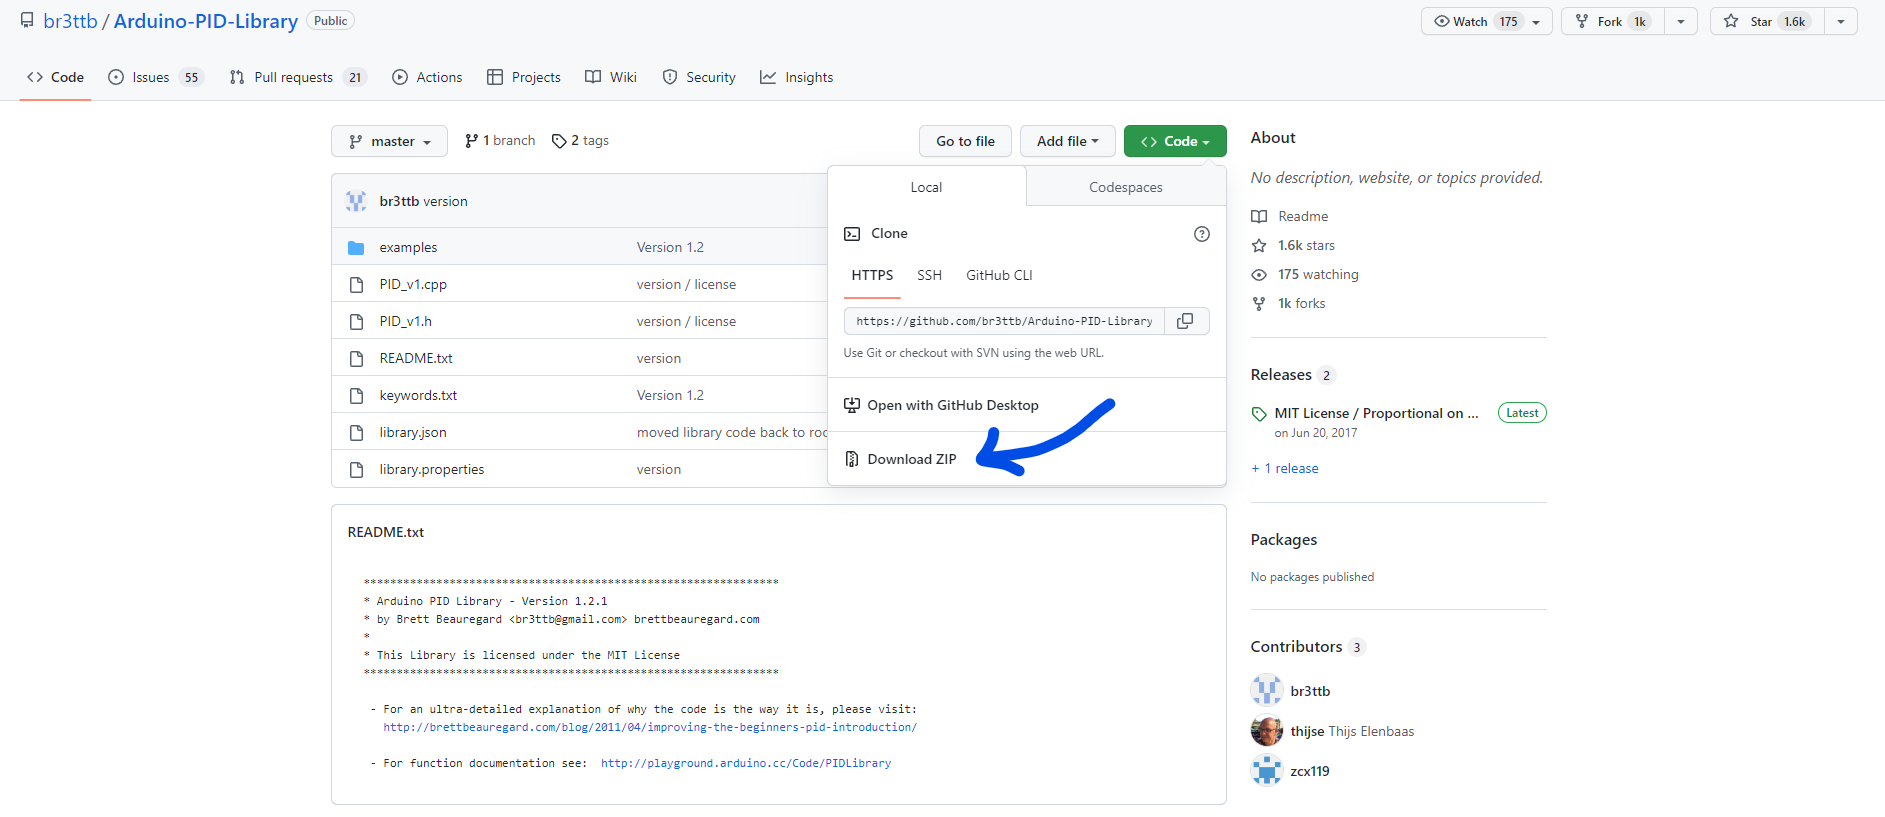 br3ttb / Arduino-PID-Library Public
Watch 175
Fork 1k
Star 1.6k
Code
Issues 55
Pull requests 21
Actions
Projects
Wiki
Security
Insights
master
1 branch
2 tags
Go to file
Add file
Code
br3ttb version
examples Version 1.2
PID_v1.cpp version / license
PID_v1.h version / license
README.txt version
keywords.txt Version 1.2
library.json moved library code back to roo
library.properties version
Local
Codespaces
Clone
HTTPS SSH GitHub CLI
https://github.com/br3ttb/Arduino-PID-Library
Use Git or checkout with SVN using the web URL.
Open with GitHub Desktop
Download ZIP
README.txt
***************************************************************
* Arduino PID Library - Version 1.2.1
* by Brett Beauregard <br3ttb@gmail.com> brettbeauregard.com
*
* This Library is licensed under the MIT License
***************************************************************
- For an ultra-detailed explanation of why the code is the way it is, please visit:
http://brettbeauregard.com/blog/2011/04/improving-the-beginners-pid-introduction/
- For function documentation see: http://playground.arduino.cc/Code/PIDLibrary
About
No description, website, or topics provided.
Readme
1.6k stars
175 watching
1k forks
Releases 2
MIT License / Proportional on ... Latest
on Jun 20, 2017
+ 1 release
Packages
No packages published
Contributors 3
br3ttb
thijse Thijs Elenbaas
zcx119